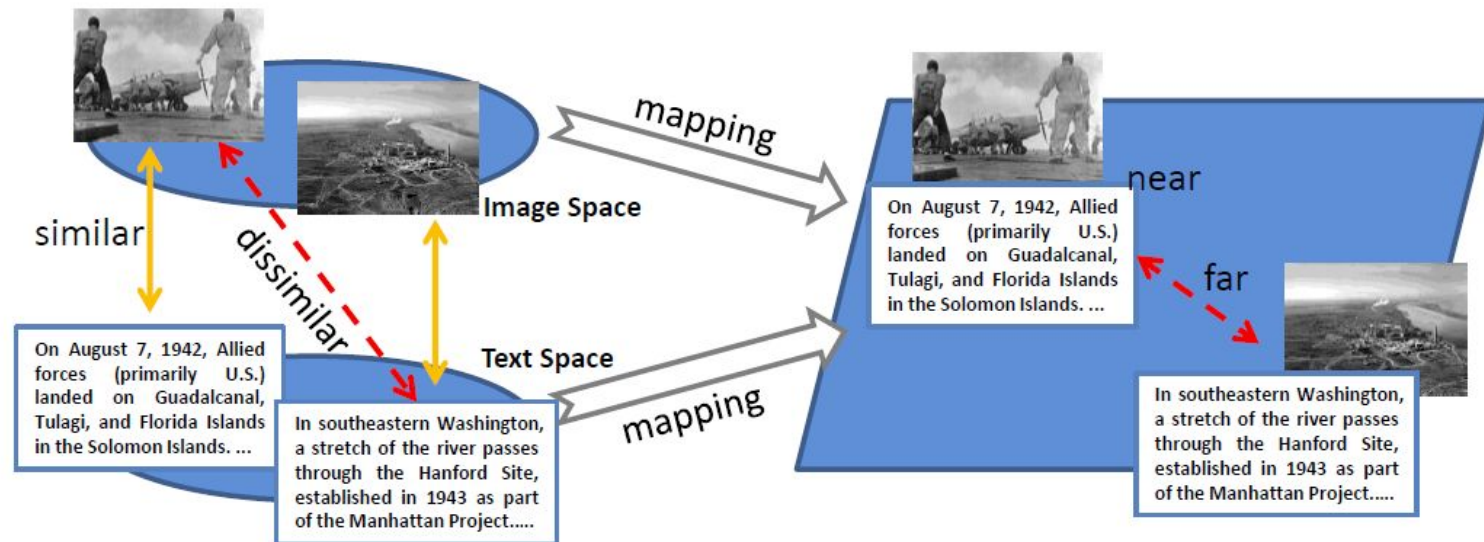 similar
dissimilar
Image Space
Text Space
On August 7, 1942, Allied
forces (primarily U.S.)
landed on Guadalcanal,
Tulagi, and Florida Islands
in the Solomon Islands. ...
In southeastern Washington,
a stretch of the river passes
through the Hanford Site,
established in 1943 as part
of the Manhattan Project.....
mapping
mapping
near
On August 7, 1942, Allied
forces (primarily U.S.)
landed on Guadalcanal,
Tulagi, and Florida Islands
in the Solomon Islands. ...
far
In southeastern Washington,
a stretch of the river passes
through the Hanford Site,
established in 1943 as part
of the Manhattan Project.....